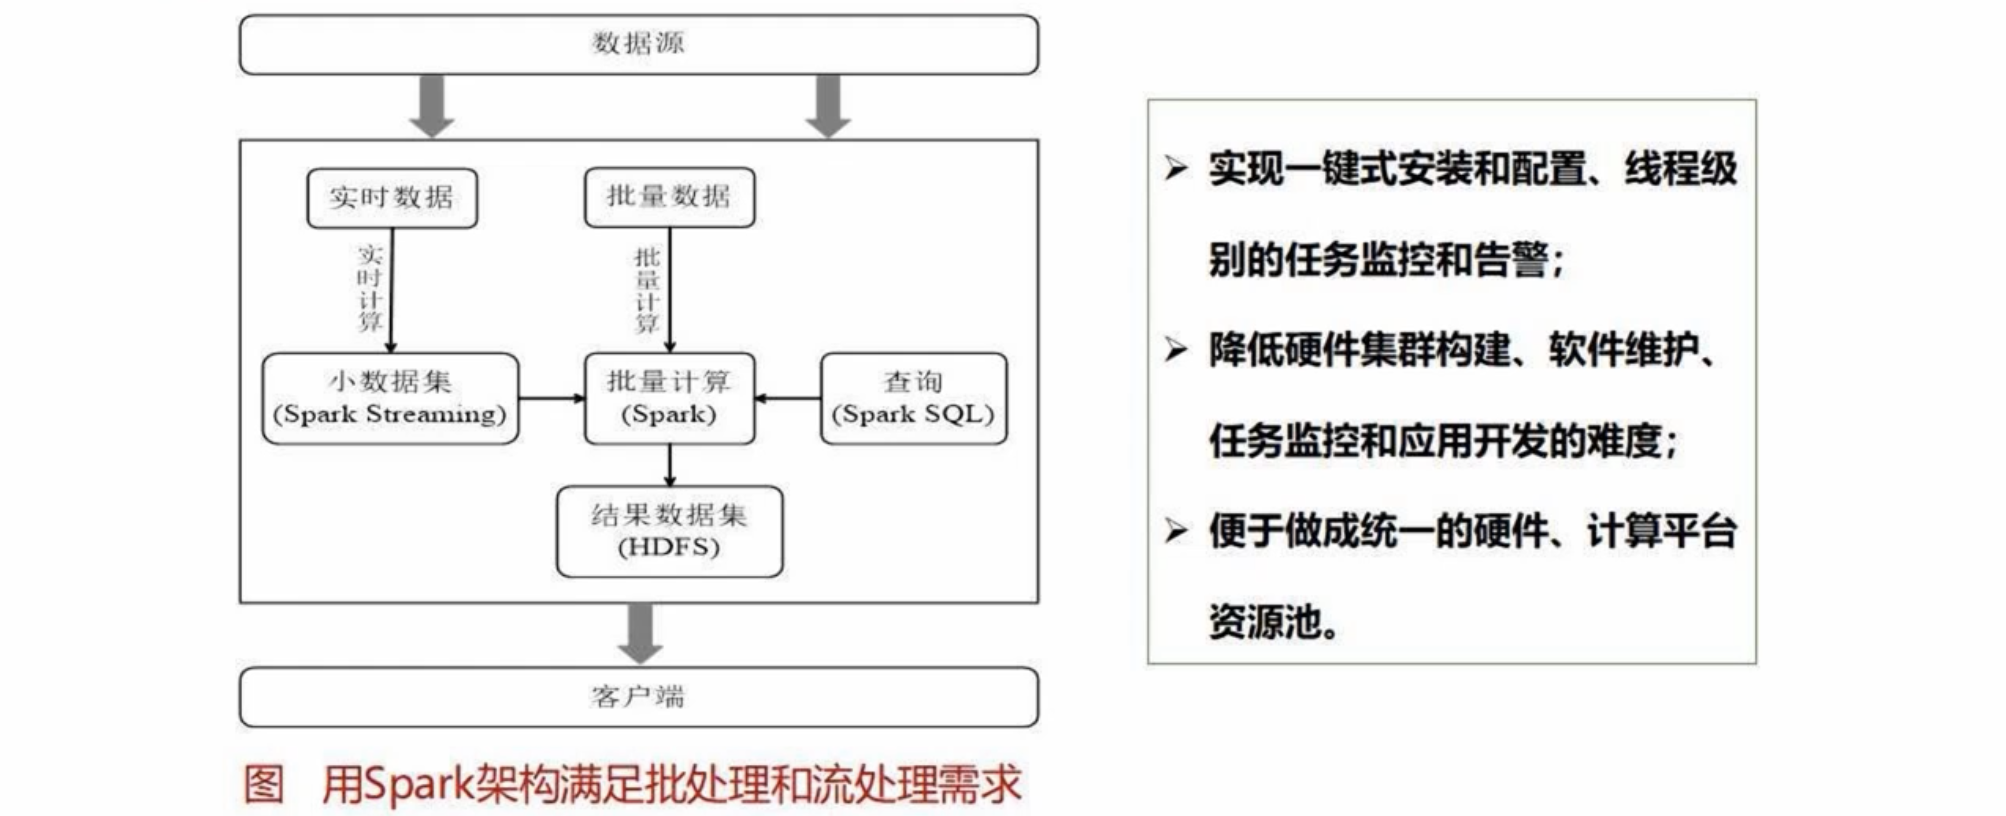 数据源
实时数据
批量数据
实时计算
批量计算
小数据集
(Spark Streaming)
批量计算
(Spark)
查询
(Spark SQL)
结果数据集
(HDFS)
客户端
图 用Spark架构满足批处理和流处理需求
➢ 实现一键式安装和配置、线程级
别的任务监控和告警；
➢ 降低硬件集群构建、软件维护、
任务监控和应用开发的难度；
➢ 便于做成统一的硬件、计算平台
资源池。